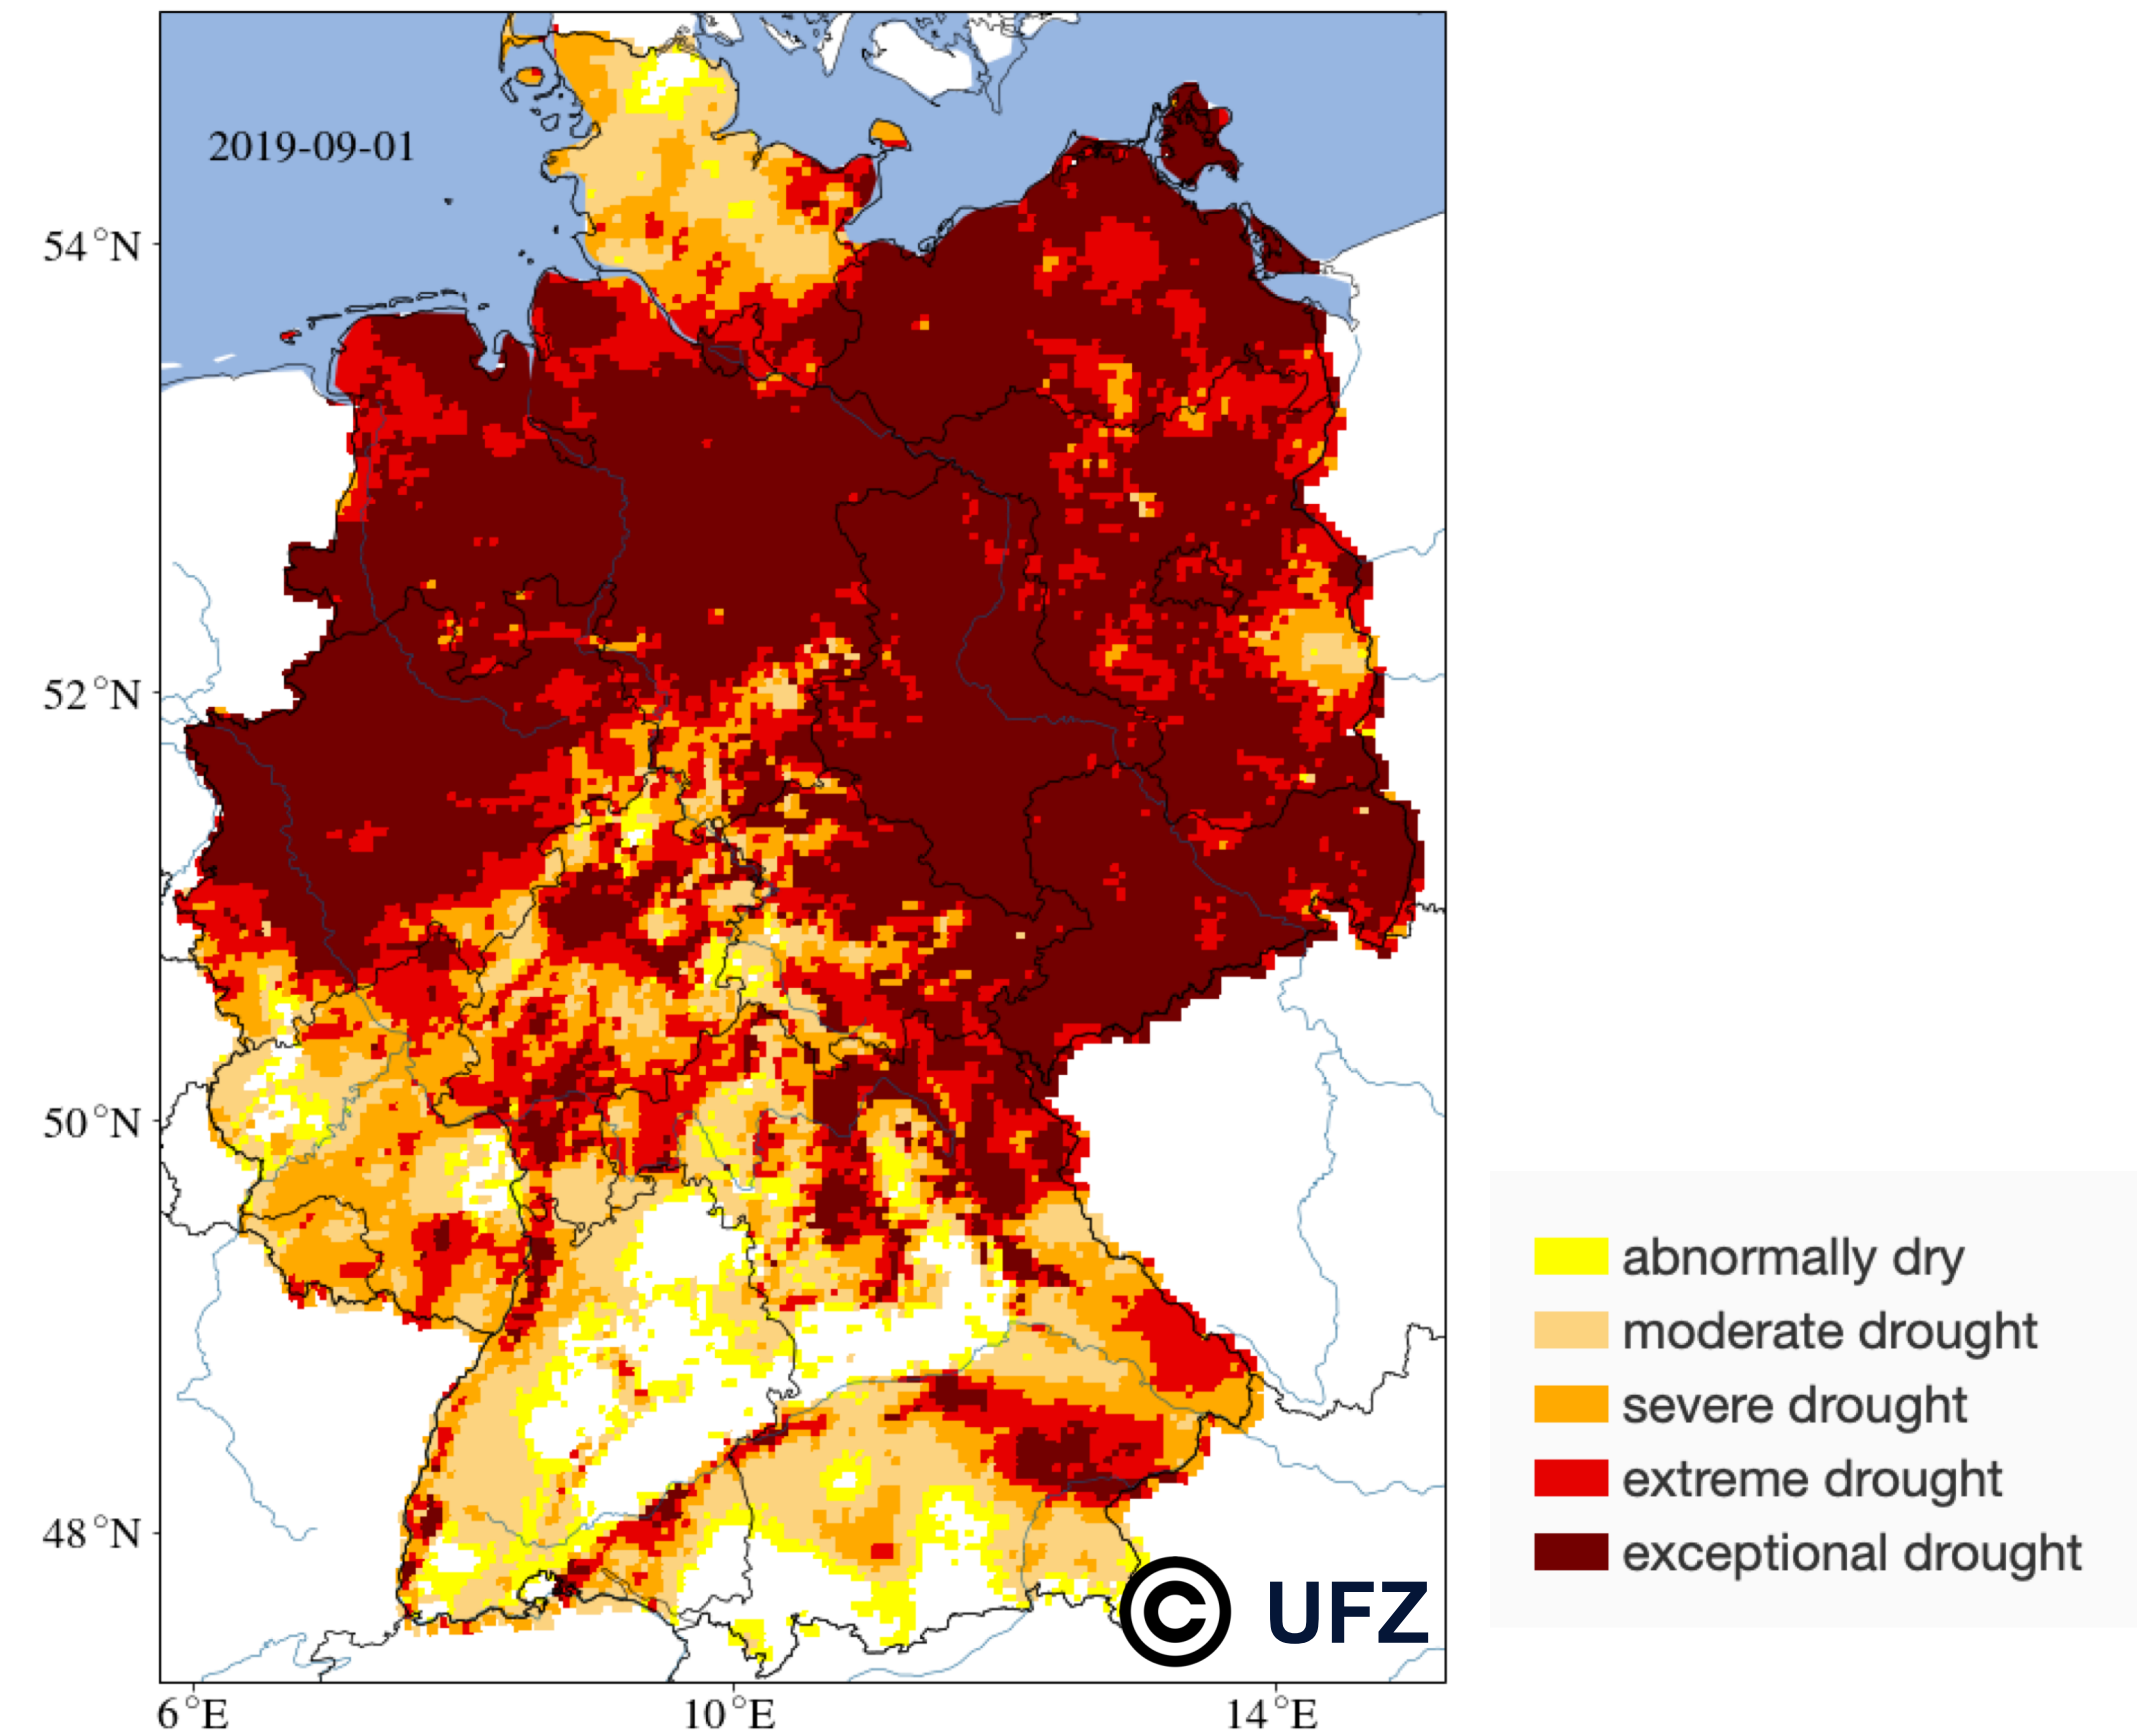 2019-09-01
54°N
52°N
50°N
48°N
6°E
10°E
14°E
abnormally dry
moderate drought
severe drought
extreme drought
exceptional drought
© UFZ